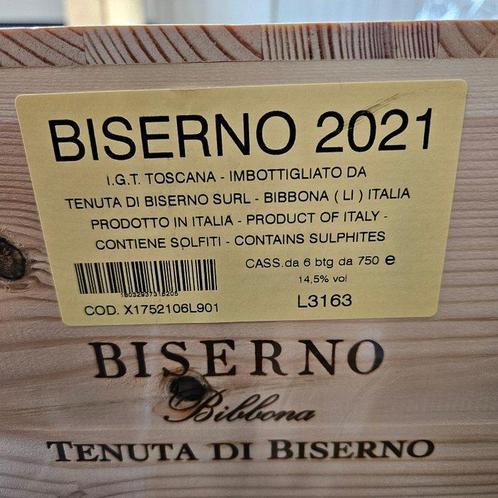 BISERNO 2021
I.G.T. TOSCANA - IMBOTTIGLIATO DA
TENUTA DI BISERNO SURL - BIBBONA ( LI ) ITALIA
PRODOTTO IN ITALIA - PRODUCT OF ITALY -
CONTIENE SOLFITI - CONTAINS SULPHITES
CASS.da 6 btg da 750 e
14,5% vol
L3163
COD. X1752106L901
BISERNO
Bibbona
TENUTA DI BISERNO